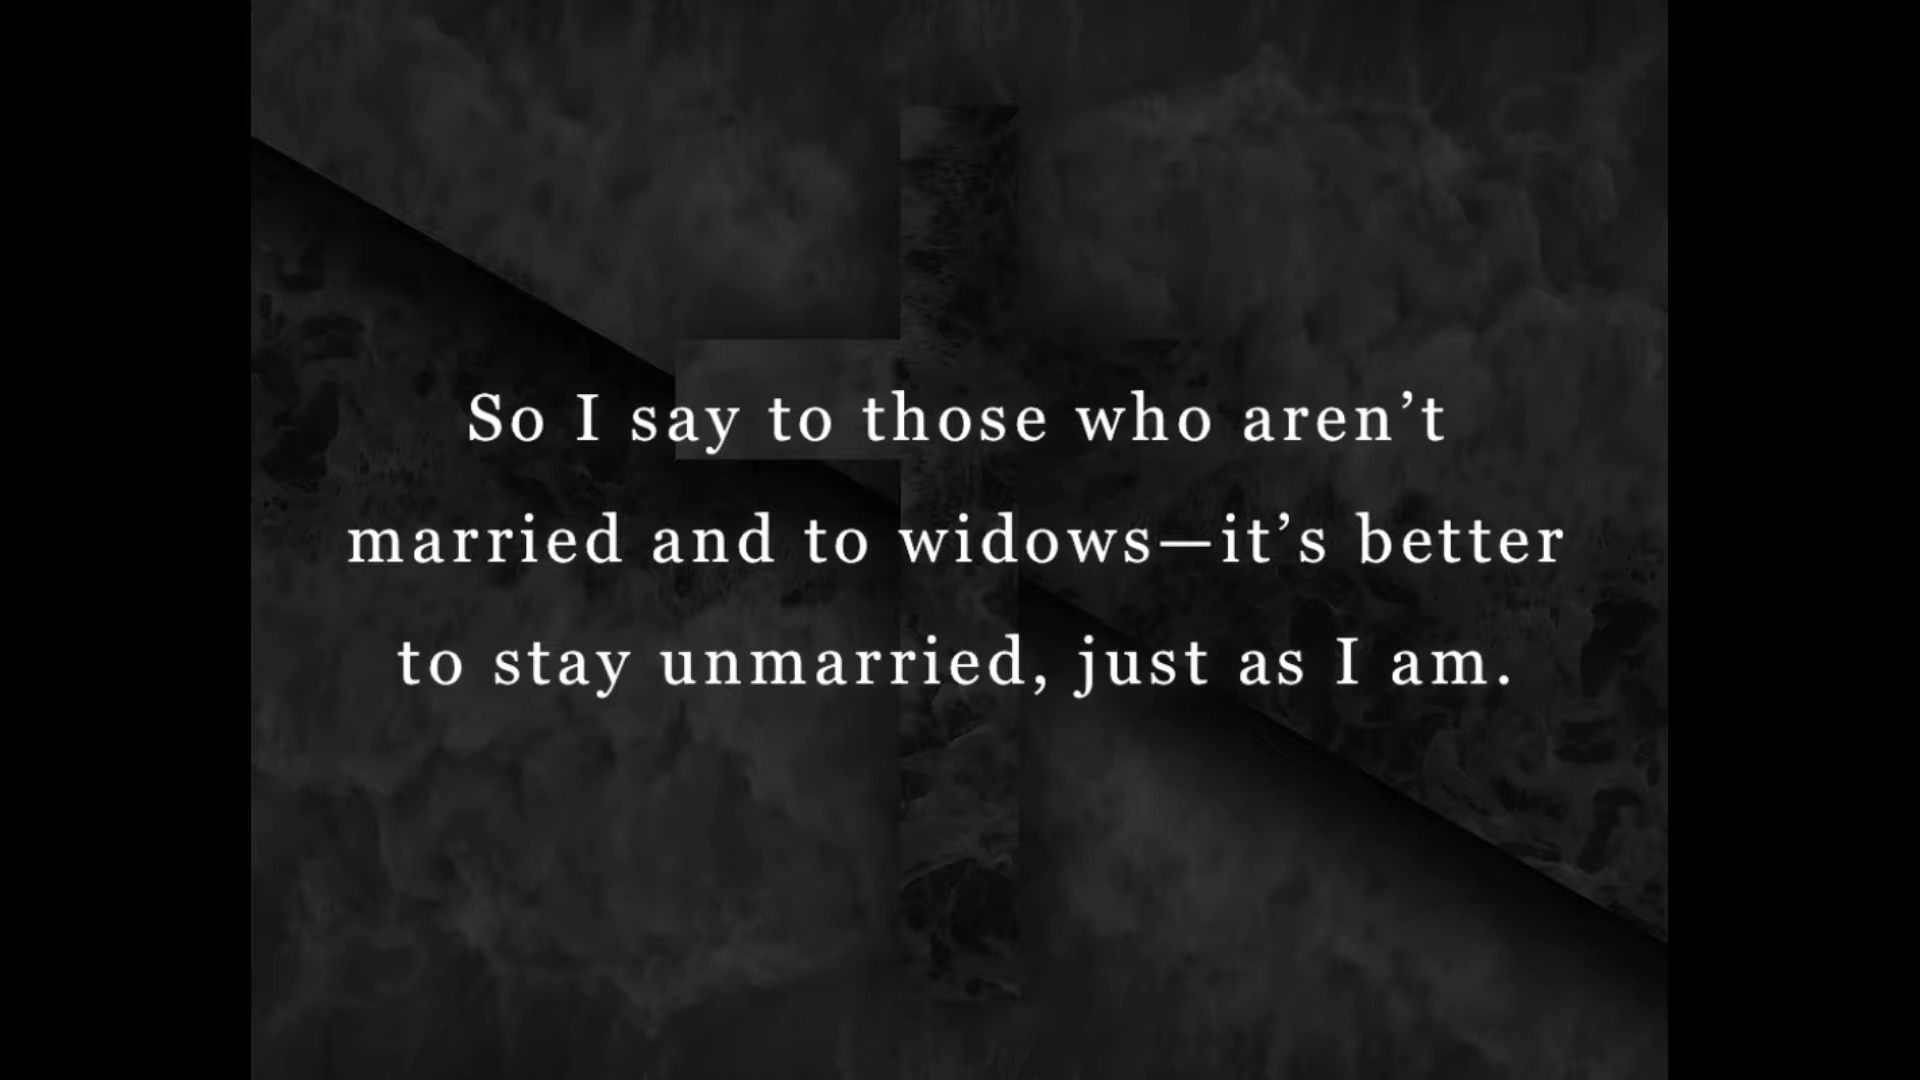 So I say to those who aren’t
married and to widows—it’s better
to stay unmarried, just as I am.